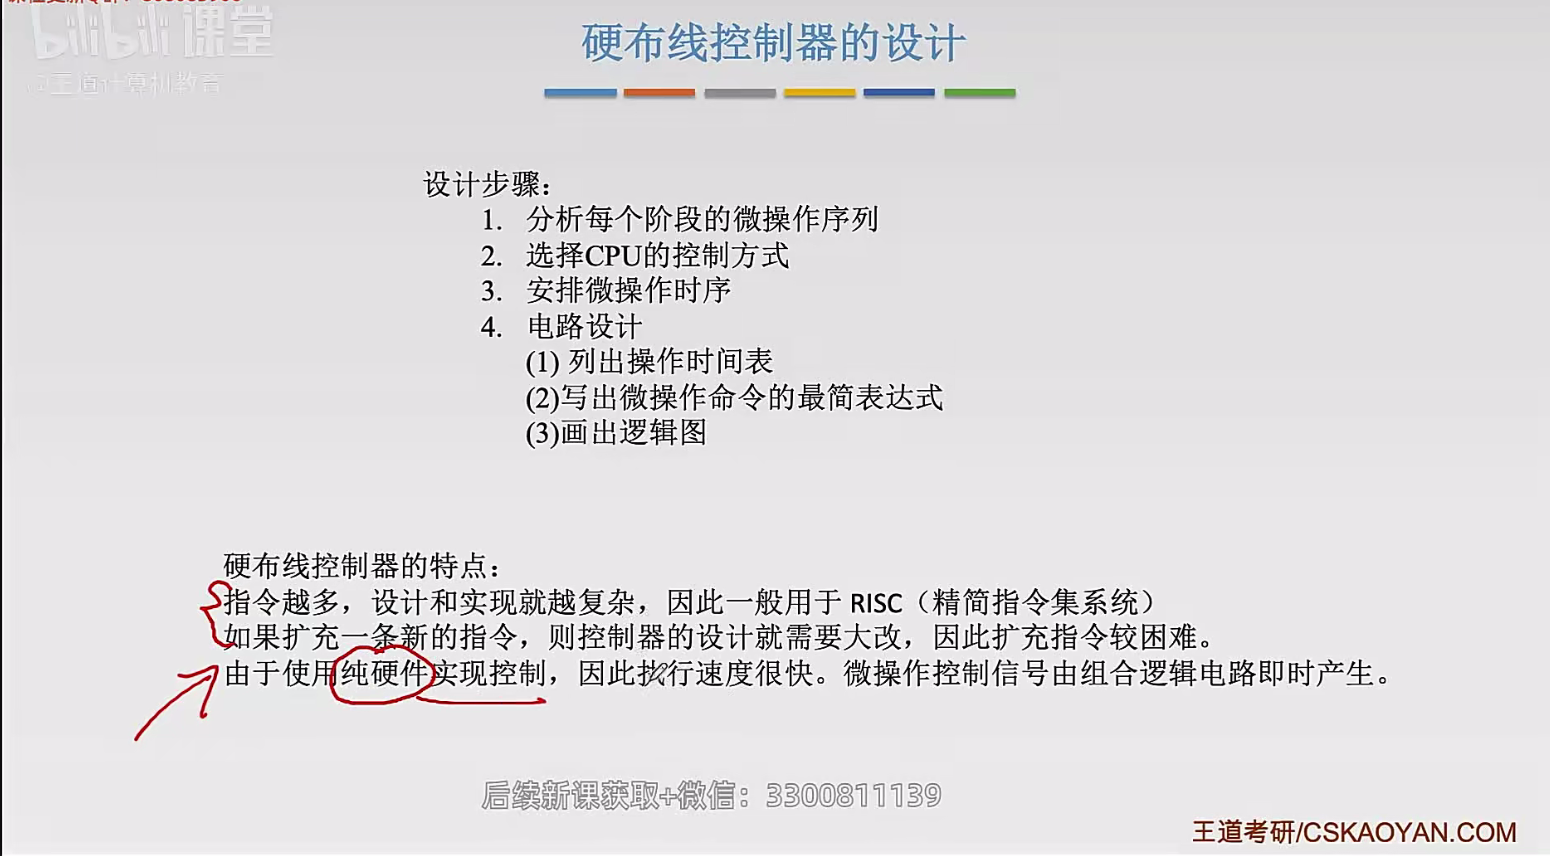 bilibili 课堂
@王道计算机教育
硬布线控制器的设计
设计步骤：
1. 分析每个阶段的微操作序列
2. 选择CPU的控制方式
3. 安排微操作时序
4. 电路设计
(1) 列出操作时间表
(2)写出微操作命令的最简表达式
(3)画出逻辑图
硬布线控制器的特点：
指令越多，设计和实现就越复杂，因此一般用于 RISC（精简指令集系统）
如果扩充一条新的指令，则控制器的设计就需要大改，因此扩充指令较困难。
由于使用纯硬件实现控制，因此执行速度很快。微操作控制信号由组合逻辑电路即时产生。
后续新课获取+微信：3300811139
王道考研/CSKAOYAN.COM